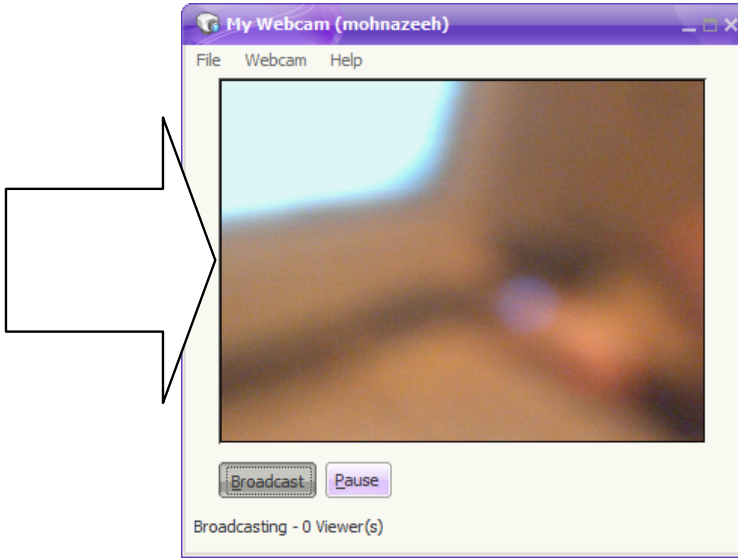 My Webcam (mohnazeeh)
File Webcam Help
Broadcast Pause
Broadcasting - 0 Viewer(s)